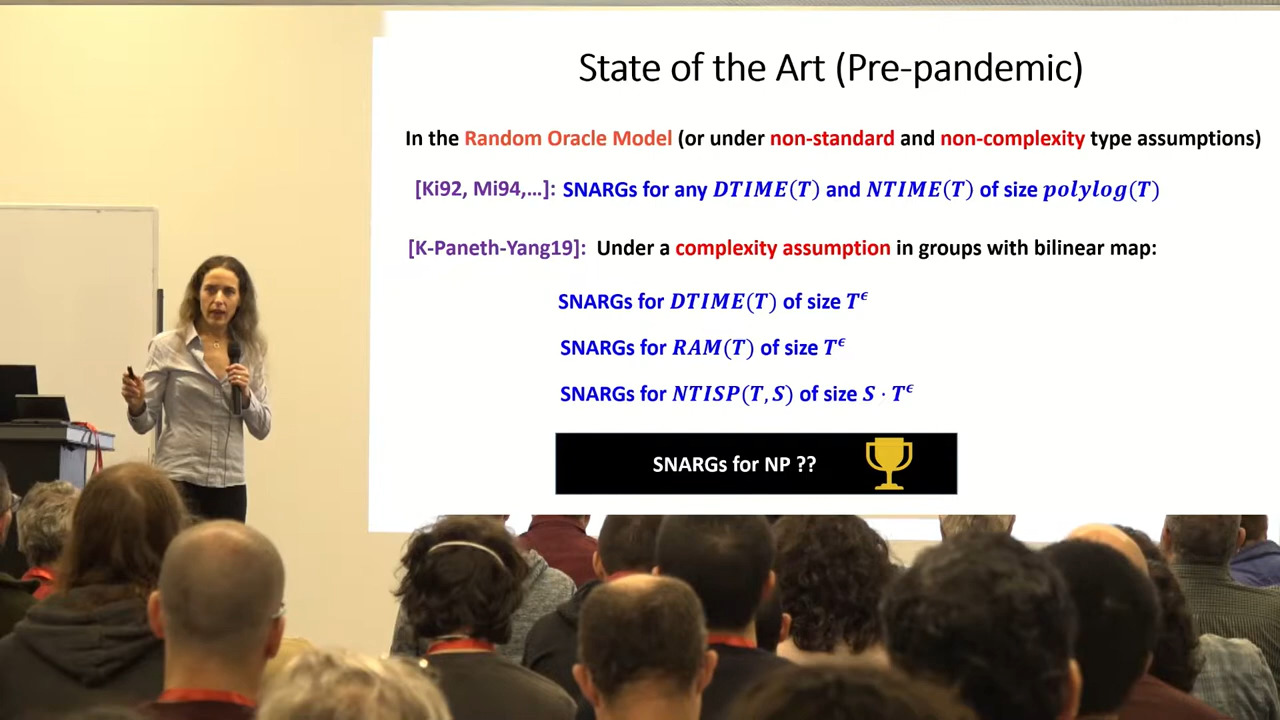 State of the Art (Pre-pandemic)
In the Random Oracle Model (or under non-standard and non-complexity type assumptions)
[Ki92, Mi94,…]: SNARGs for any DTIME(T) and NTIME(T) of size polylog(T)
[K-Paneth-Yang19]: Under a complexity assumption in groups with bilinear map:
SNARGs for DTIME(T) of size T^ϵ
SNARGs for RAM(T) of size T^ϵ
SNARGs for NTISP(T, S) of size S · T^ϵ
SNARGs for NP ??